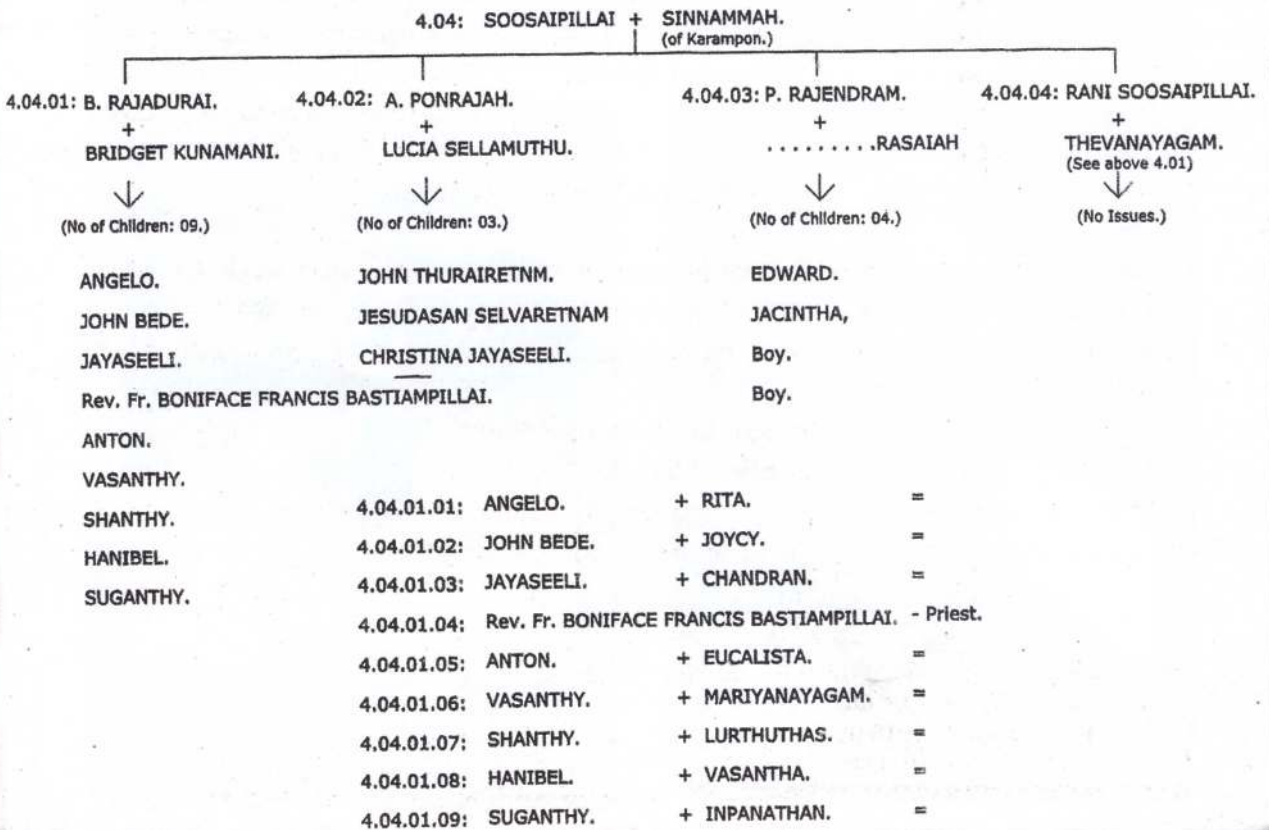 4.04: SOOSAIPILLAI + SINNAMMAH.
(of Karampon.)
4.04.01: B. RAJADURAI.
+
BRIDGET KUNAMANI.
(No of Children: 09.)
ANGELO.
JOHN BEDE.
JAYASEELI.
Rev. Fr. BONIFACE FRANCIS BASTIAMPILLAI.
ANTON.
VASANTHY.
SHANTHY.
HANIBEL.
SUGANTHY.
4.04.02: A. PONRAJAH.
+
LUCIA SELLAMUTHU.
(No of Children: 03.)
JOHN THURAIRETNM.
JESUDASAN SELVARETNAM
CHRISTINA JAYASEELI.
4.04.03: P. RAJENDRAM.
+
. . . . . . . . .RASAIAH
(No of Children: 04.)
EDWARD.
JACINTHA,
Boy.
Boy.
4.04.04: RANI SOOSAIPILLAI.
+
THEVANAYAGAM.
(See above 4.01)
(No Issues.)
4.04.01.01: ANGELO. + RITA. =
4.04.01.02: JOHN BEDE. + JOYCY. =
4.04.01.03: JAYASEELI. + CHANDRAN. =
4.04.01.04: Rev. Fr. BONIFACE FRANCIS BASTIAMPILLAI. - Priest.
4.04.01.05: ANTON. + EUCALISTA. =
4.04.01.06: VASANTHY. + MARIYANAYAGAM. =
4.04.01.07: SHANTHY. + LURTHUTHAS. =
4.04.01.08: HANIBEL. + VASANTHA. =
4.04.01.09: SUGANTHY. + INPANATHAN. =